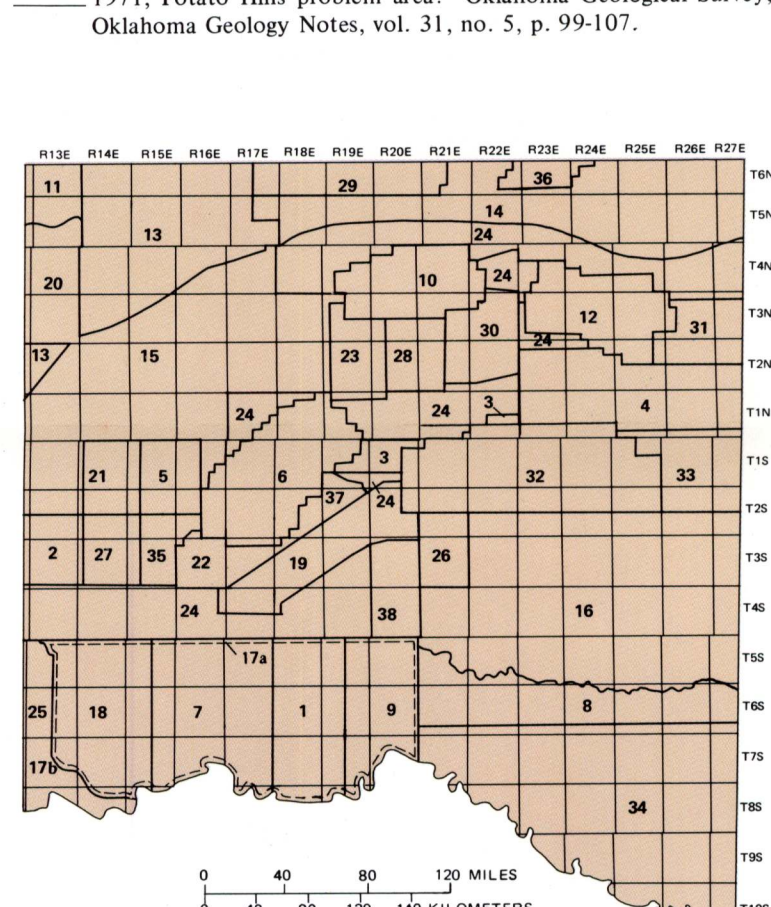 1971, Potato Hills problem area: Oklahoma Geological Survey,
Oklahoma Geology Notes, vol. 31, no. 5, p. 99-107.
R13E R14E R15E R16E R17E R18E R19E R20E R21E R22E R23E R24E R25E R26E R27E
11 29 36 T6N
13 14 24 T5N
20 10 24 T4N
12 31 T3N
30 24
13 15 23 28 T2N
24 24 3 4 T1N
21 5 6 3 32 33 T1S
37 24 T2S
2 27 35 22 19 26 T3S
24 38 16 T4S
17a T5S
25 18 7 1 9 8 T6S
17b T7S
34 T8S
T9S
0 40 80 120 MILES